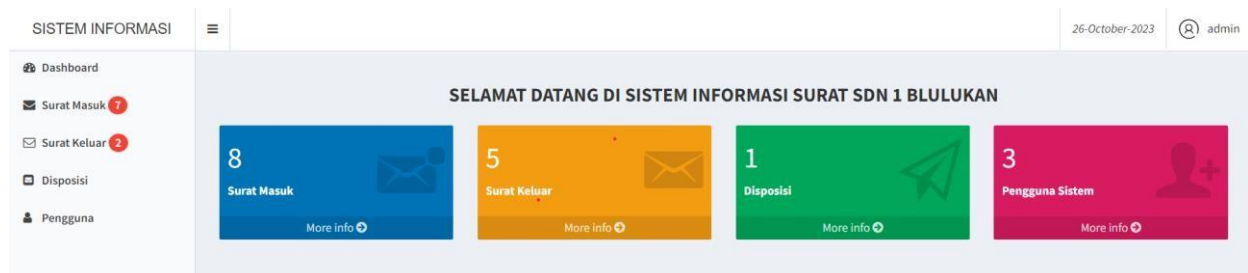 SISTEM INFORMASI
26-October-2023
admin
Dashboard
Surat Masuk 7
Surat Keluar 2
Disposisi
Pengguna
SELAMAT DATANG DI SISTEM INFORMASI SURAT SDN 1 BLULUKAN
8
Surat Masuk
More info
5
Surat Keluar
More info
1
Disposisi
More info
3
Pengguna Sistem
More info